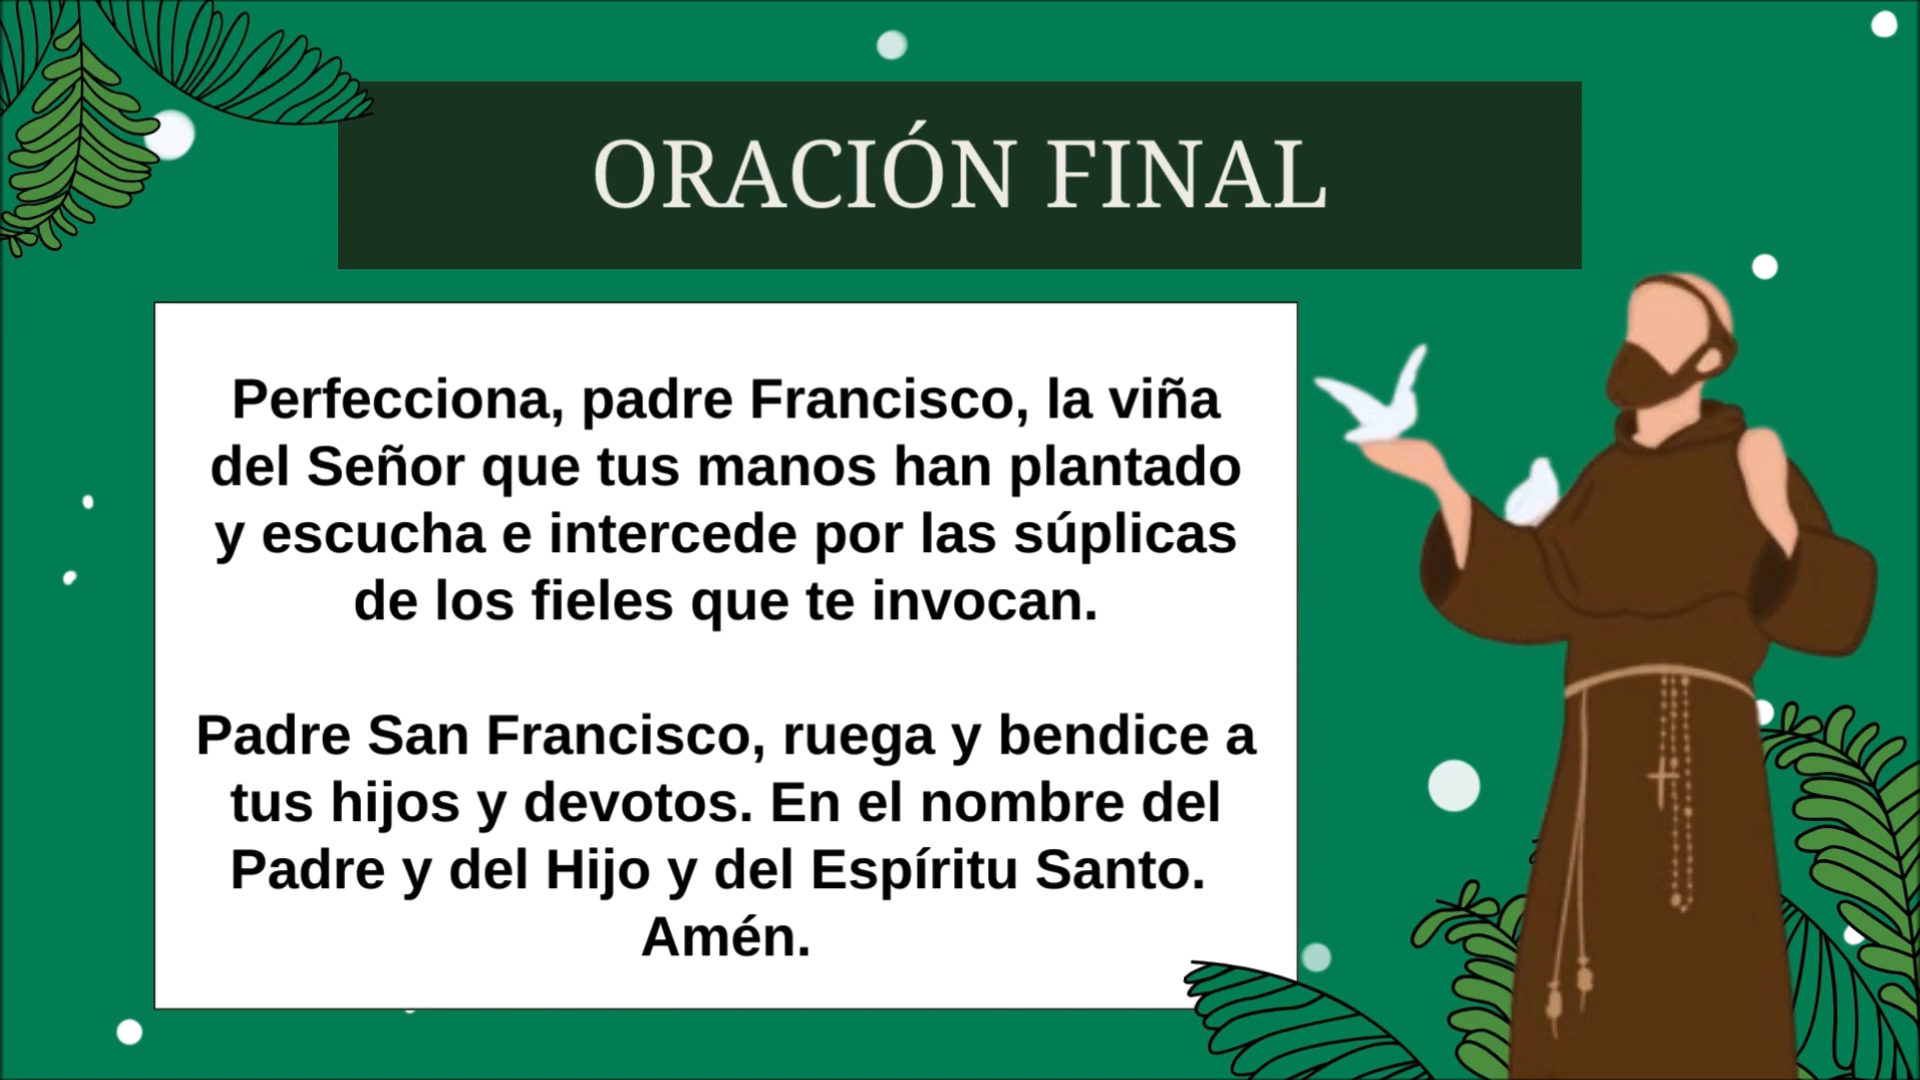 ORACIÓN FINAL
Perfecciona, padre Francisco, la viña
del Señor que tus manos han plantado
y escucha e intercede por las súplicas
de los fieles que te invocan.
Padre San Francisco, ruega y bendice a
tus hijos y devotos. En el nombre del
Padre y del Hijo y del Espíritu Santo.
Amén.